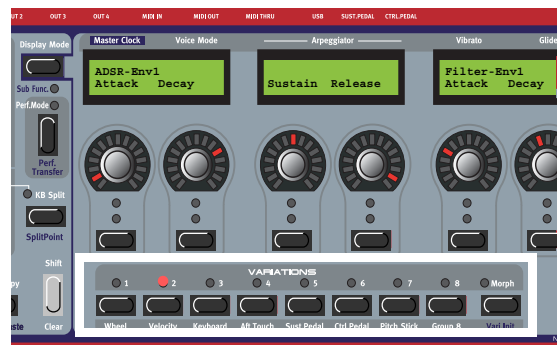 OUT 2 OUT 3 OUT 4 MIDI IN MIDI OUT MIDI THRU USB SUST.PEDAL CTRL.PEDAL
Display Mode Master Clock Voice Mode Arpeggiator Vibrato Glide
ADSR-Env1
Attack Decay
Sustain Release
Filter-Env1
Attack Decay
Sub Func.
Perf.Mode
Perf.
Transfer
KB Split
SplitPoint
Shift
Clear
VARIATIONS
1 2 3 4 5 6 7 8 Morph
Wheel Velocity Keyboard Aft Touch Sust.Pedal Ctrl.Pedal Pitch Stick Group 8 Vari.Init